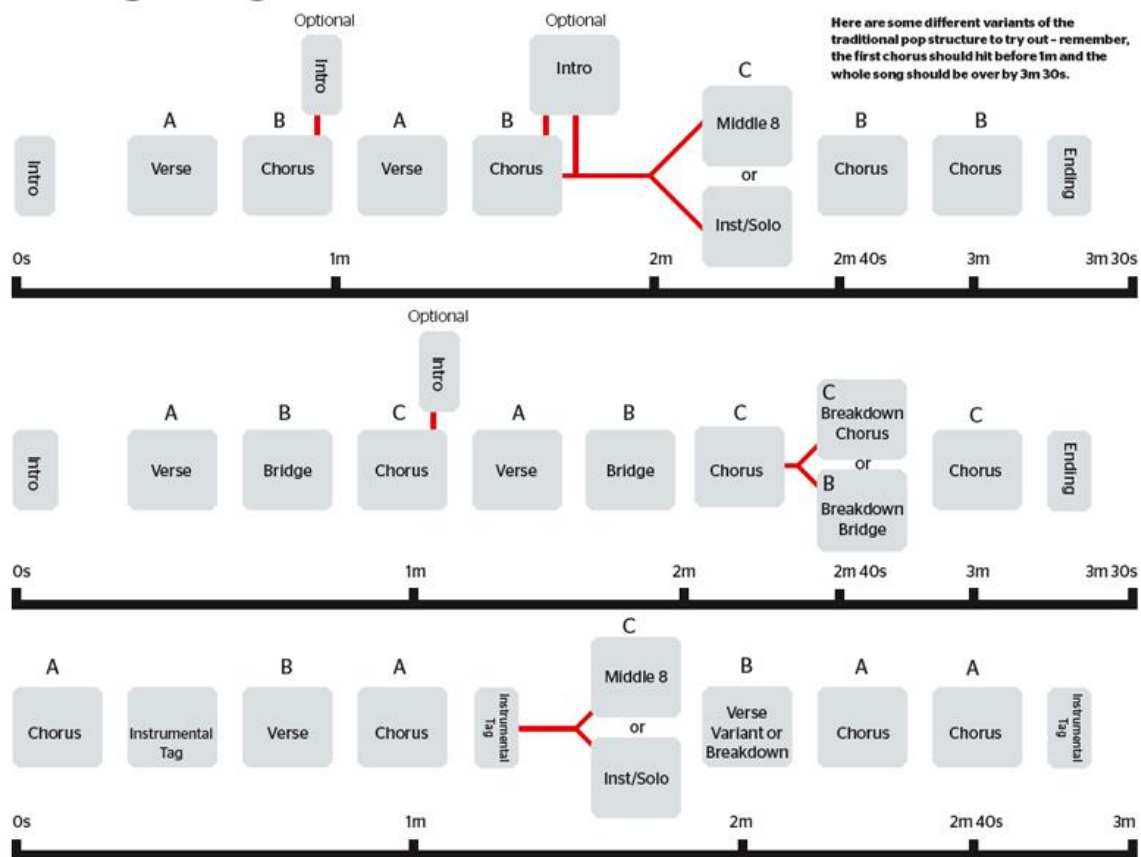 Optional
Optional
Here are some different variants of the
traditional pop structure to try out – remember,
the first chorus should hit before 1m and the
whole song should be over by 3m 30s.
Intro
Intro
C
Middle 8
A
B
A
B
B
B
Intro
Verse
Chorus
Verse
Chorus
or
Chorus
Chorus
Ending
Inst/Solo
0s
1m
2m
2m 40s
3m
3m 30s
Optional
Intro
A
B
C
A
B
C
C
Breakdown
Chorus
C
Intro
Verse
Bridge
Chorus
Verse
Bridge
Chorus
or
B
Breakdown
Bridge
Chorus
Ending
0s
1m
2m
2m 40s
3m
3m 30s
C
Middle 8
A
B
A
B
A
A
Chorus
Instrumental
Tag
Verse
Chorus
Instrumental
Tag
or
Inst/Solo
Verse
Variant or
Breakdown
Chorus
Chorus
Instrumental
Tag
0s
1m
2m
2m 40s
3m